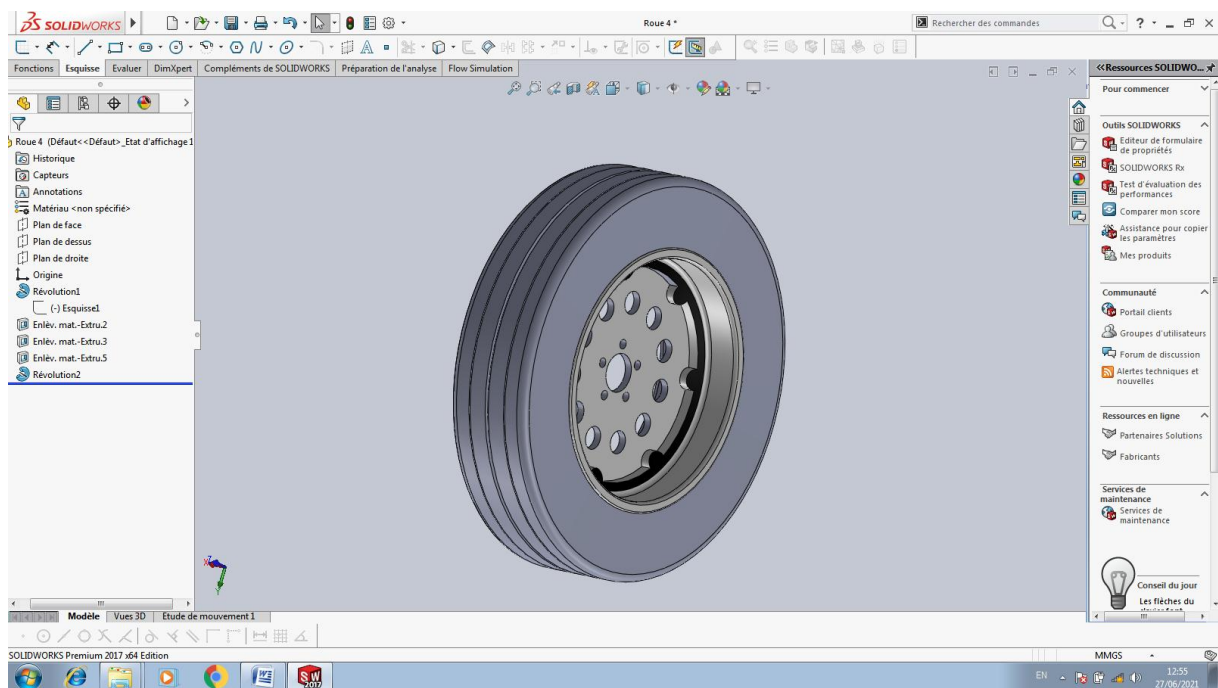 SOLIDWORKS
Roue 4 *
Rechercher des commandes
Fonctions Esquisse Evaluer DimXpert Compléments de SOLIDWORKS Préparation de l'analyse Flow Simulation
Roue 4 (Défaut<<Défaut>_Etat d'affichage 1
Historique
Capteurs
Annotations
Matériau <non spécifié>
Plan de face
Plan de dessus
Plan de droite
Origine
Révolution1
(-) Esquisse1
Enlèv. mat.-Extru.2
Enlèv. mat.-Extru.3
Enlèv. mat.-Extru.5
Révolution2
Ressources SOLIDWO...
Pour commencer
Outils SOLIDWORKS
Editeur de formulaire
de propriétés
SOLIDWORKS Rx
Test d'évaluation des
performances
Comparer mon score
Assistance pour copier
les paramètres
Mes produits
Communauté
Portail clients
Groupes d'utilisateurs
Forum de discussion
Alertes techniques et
nouvelles
Ressources en ligne
Partenaires Solutions
Fabricants
Services de
maintenance
Services de
maintenance
Conseil du jour
Les flèches du
Modèle Vues 3D Etude de mouvement 1
SOLIDWORKS Premium 2017 x64 Edition
MMGS
SW
2017
EN
12:55
27/06/2021